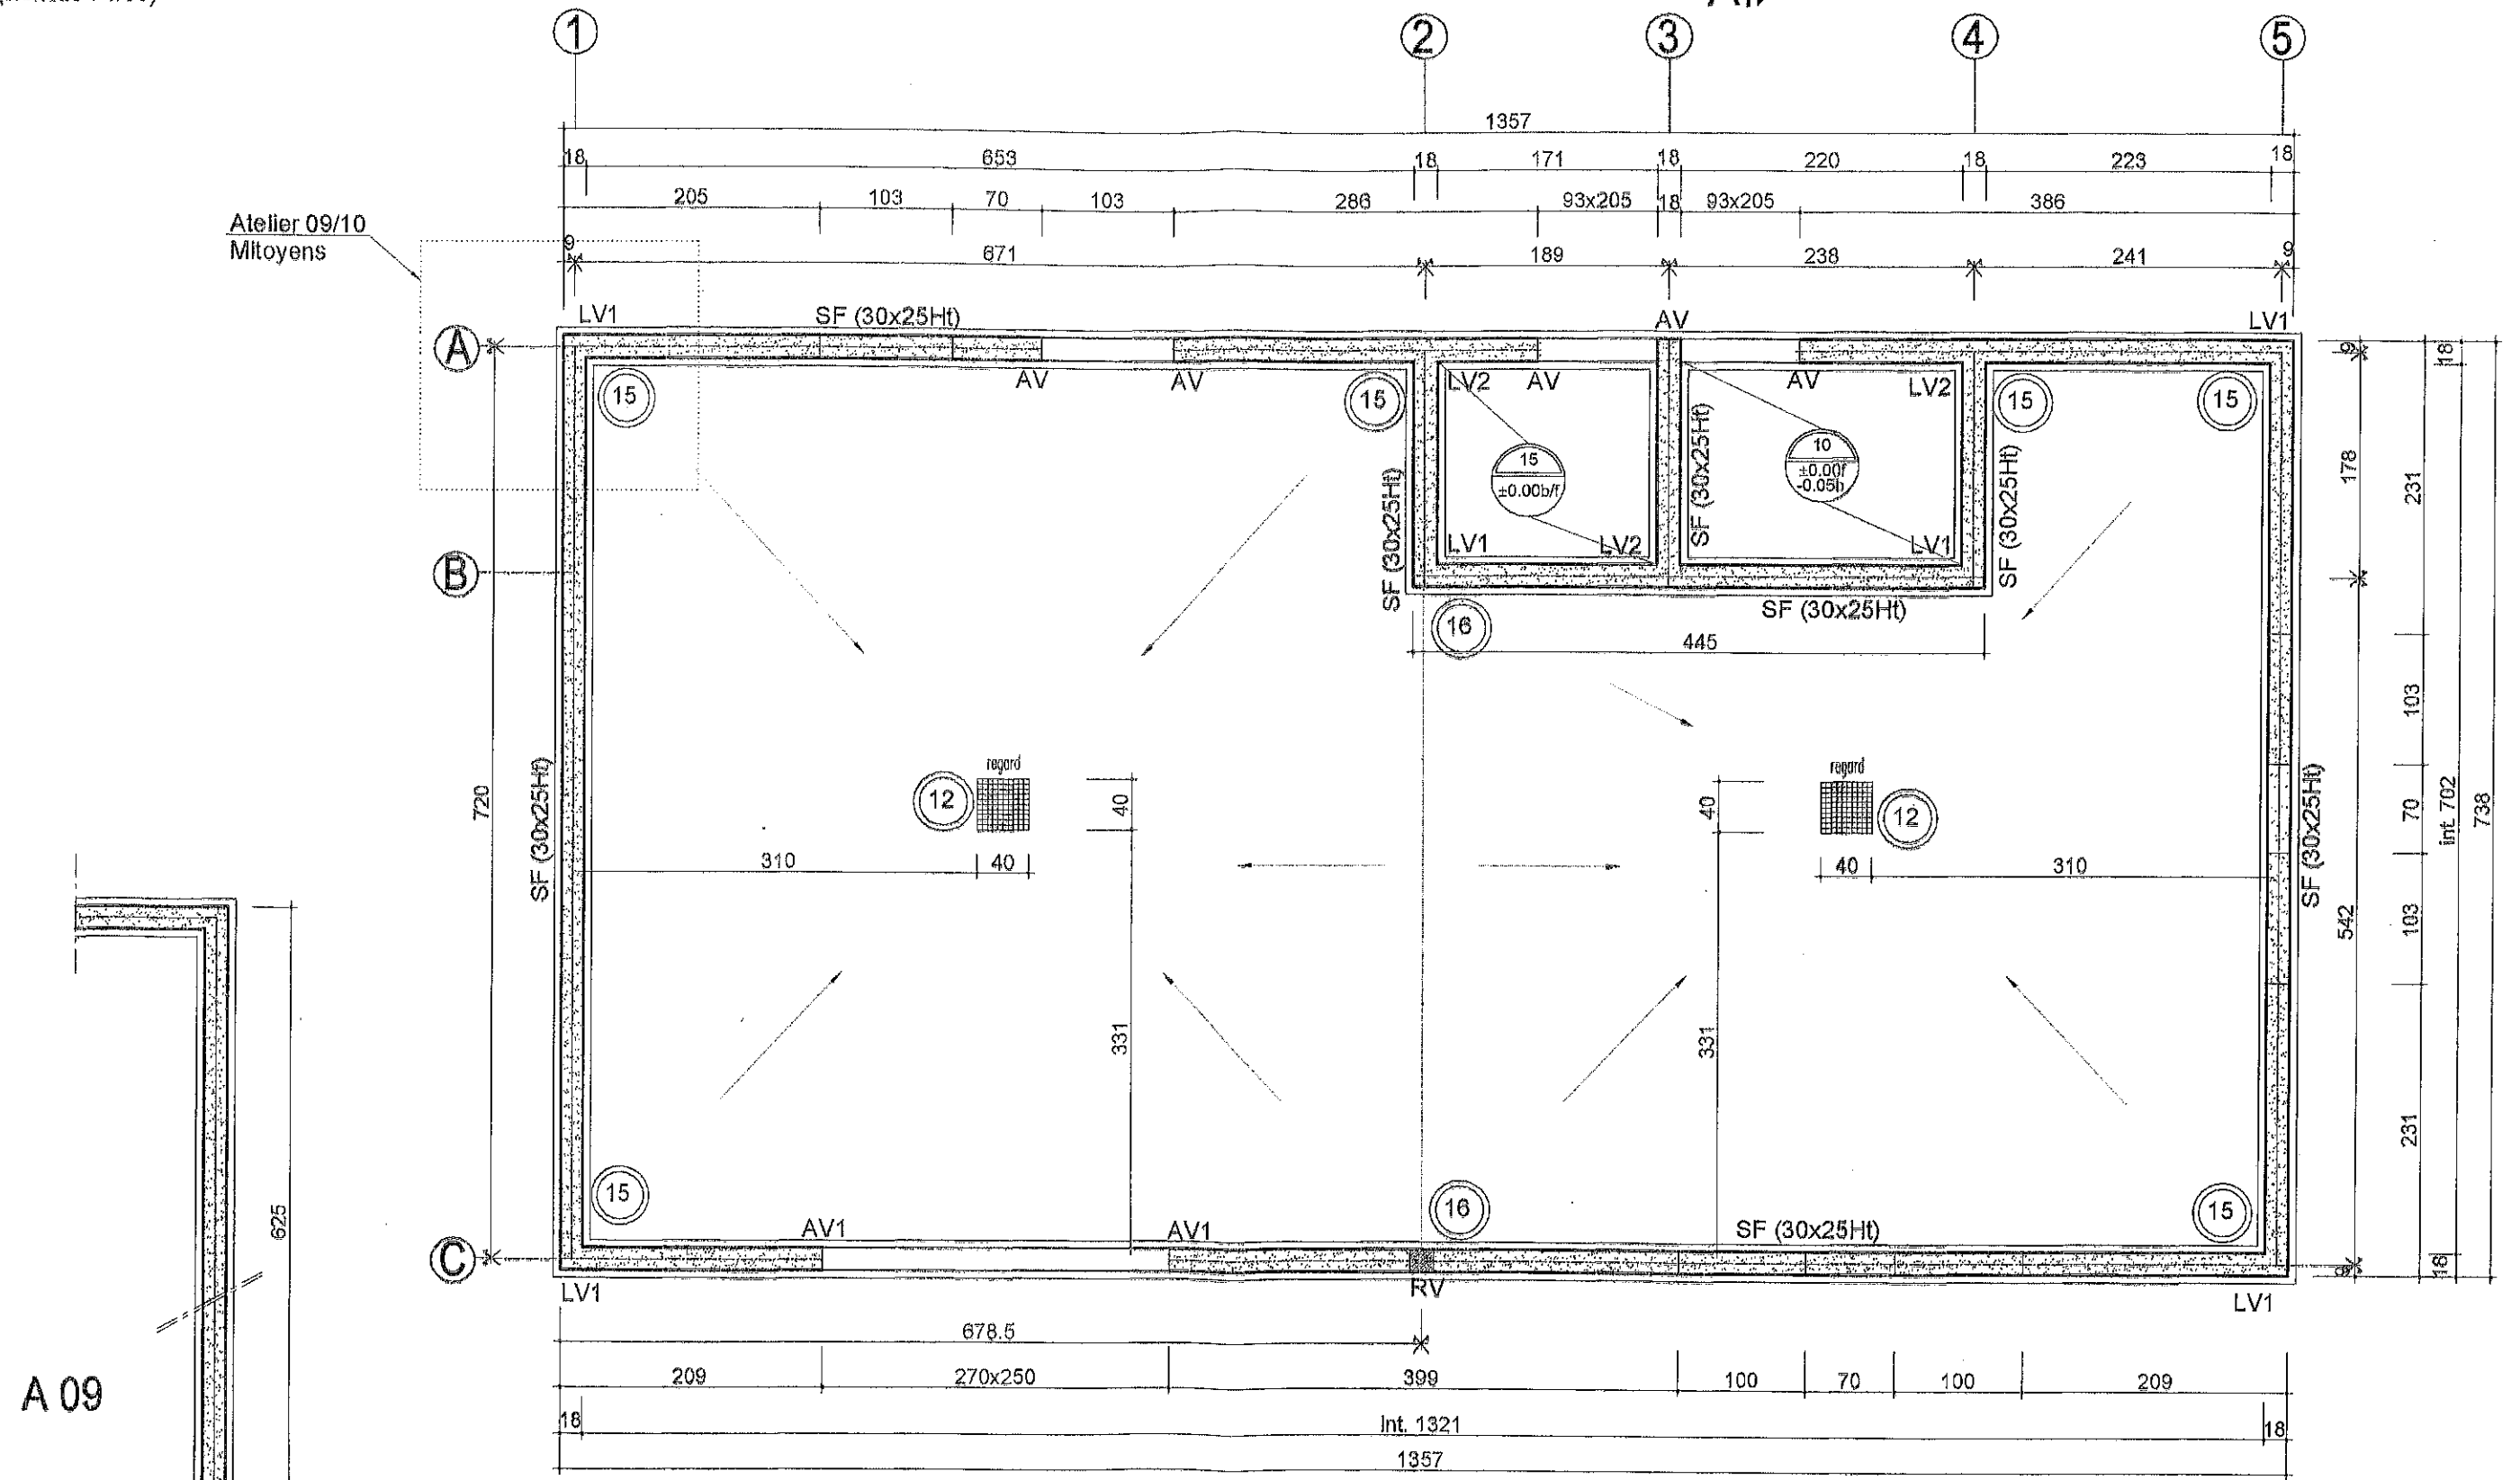 1 2 3 4 5
1357
18 653 18 171 18 220 18 223 18
205 103 70 103 286 93x205 18 93x205 386
Atelier 09/10
Mitoyens
9 671 189 238 241 9
LV1 SF (30x25Ht) AV LV1
A
AV AV LV2 AV AV LV2
9 18
15 15 15 15
SF (30x25Ht)
SF (30x25Ht)
SF (30x25Ht)
15
±0.00b/f
10
±0.00f
-0.05b
178
231
B
LV1 LV2 LV1
SF (30x25Ht)
16
445
103
regard regard
12 12
40 40
310 40 40 310
720
SF (30x25Ht)
SF (30x25Ht)
70
int. 702
738
542
103
331 331
231
625
15 16 15
AV1 AV1 SF (30x25Ht)
C
9 18
LV1 RV LV1
678.5
A 09
209 270x250 399 100 70 100 209
18 Int. 1321 18
1357